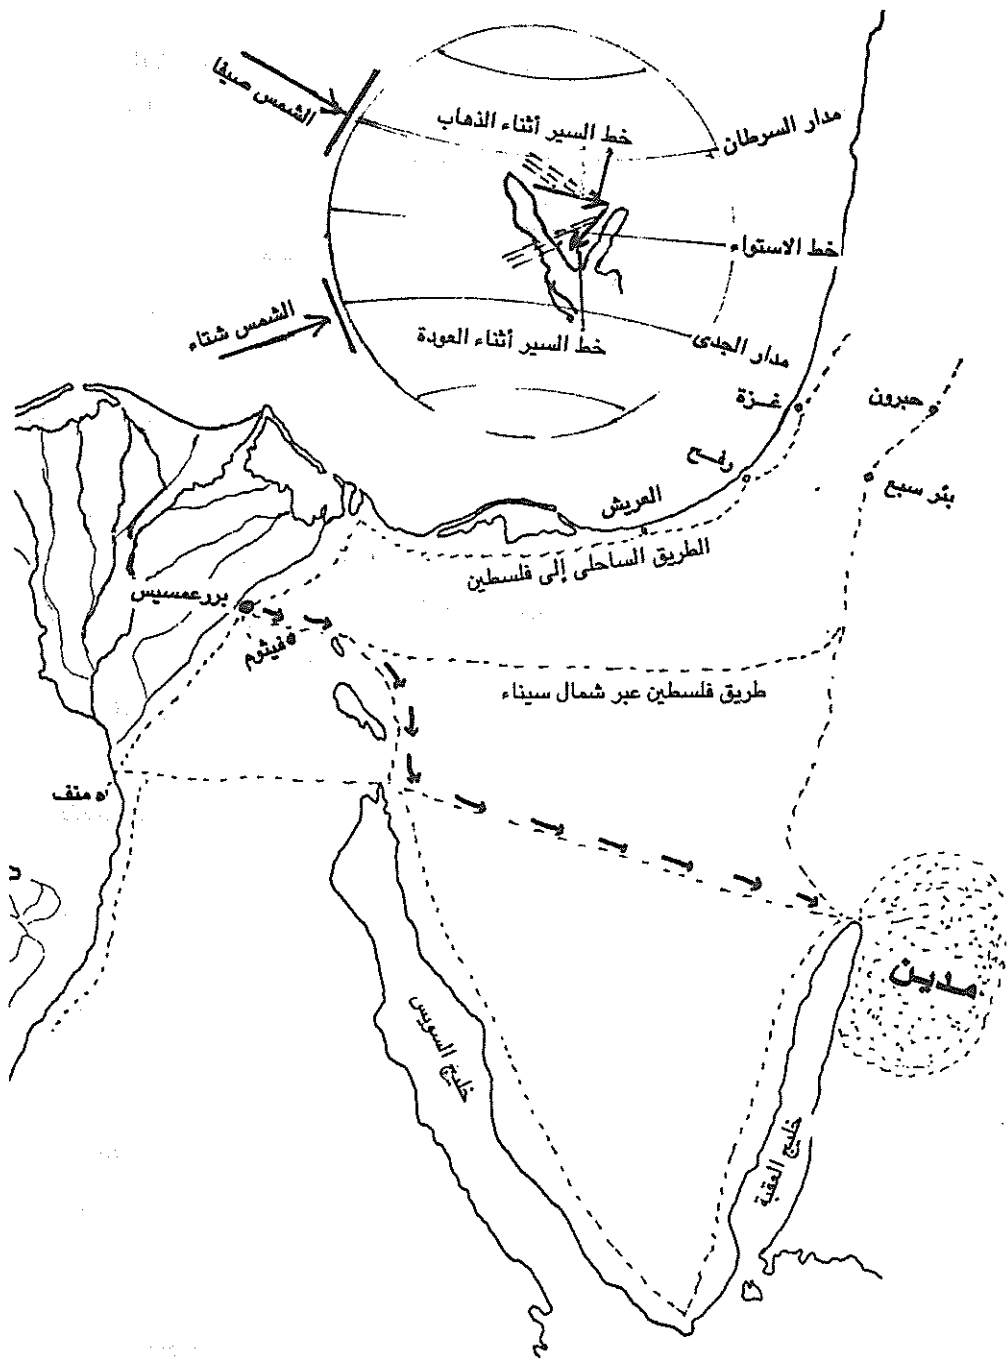 الشمس صيفا
خط السير أثناء الذهاب
مدار السرطان
خط الاستواء
الشمس شتاء
خط السير أثناء العودة
مدار الجدى
غـزة
حبرون
رفـح
بئر سبع
العريش
الطريق الساحلى إلى فلسطين
بررعمسيس
فيثوم
طريق فلسطين عبر شمال سيناء
منف
مدين
خليج السويس
خليج العقبة